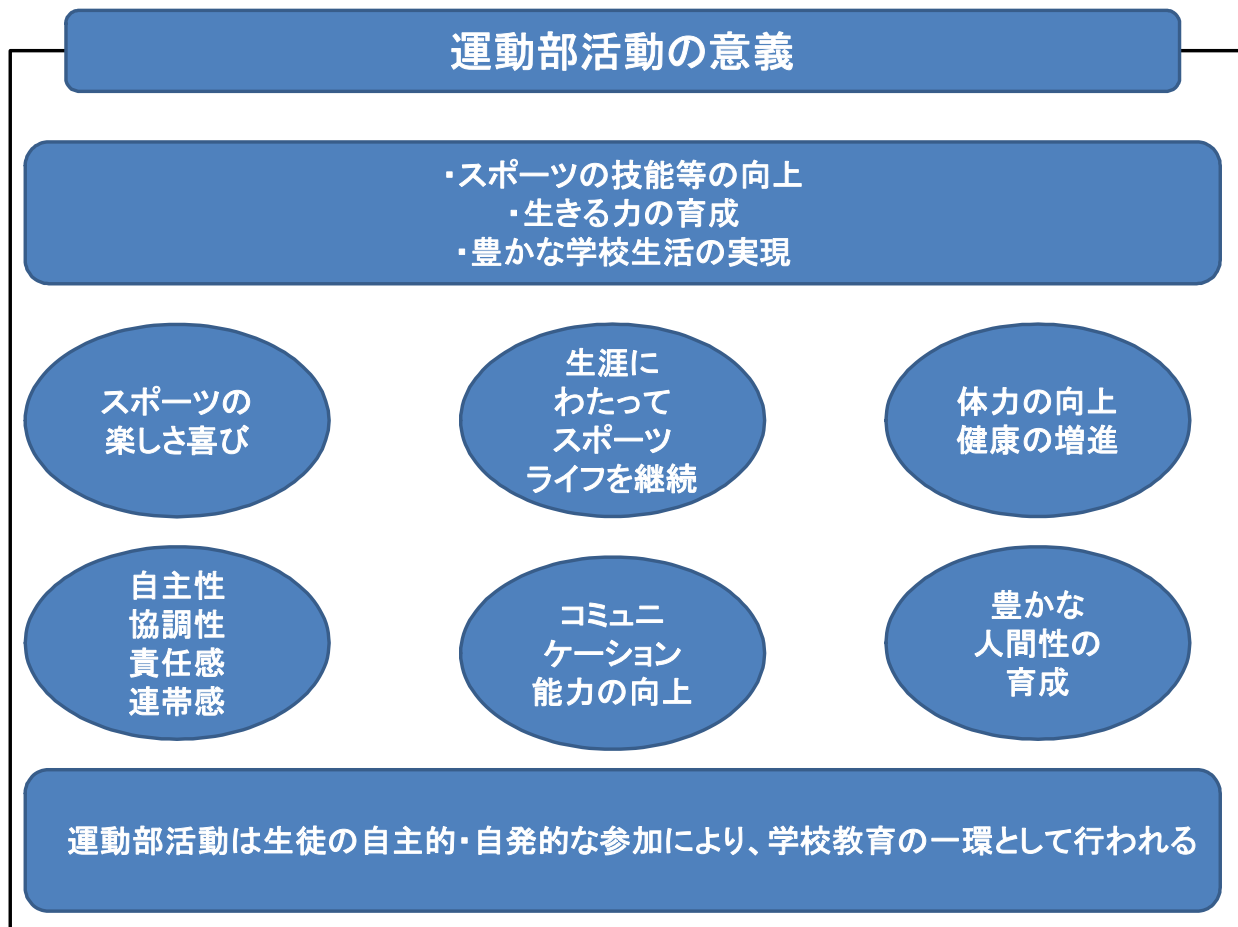 運動部活動の意義
・スポーツの技能等の向上
・生きる力の育成
・豊かな学校生活の実現
スポーツの
楽しさ喜び
生涯に
わたって
スポーツ
ライフを継続
体力の向上
健康の増進
自主性
協調性
責任感
連帯感
コミュニ
ケーション
能力の向上
豊かな
人間性の
育成
運動部活動は生徒の自主的・自発的な参加により、学校教育の一環として行われる